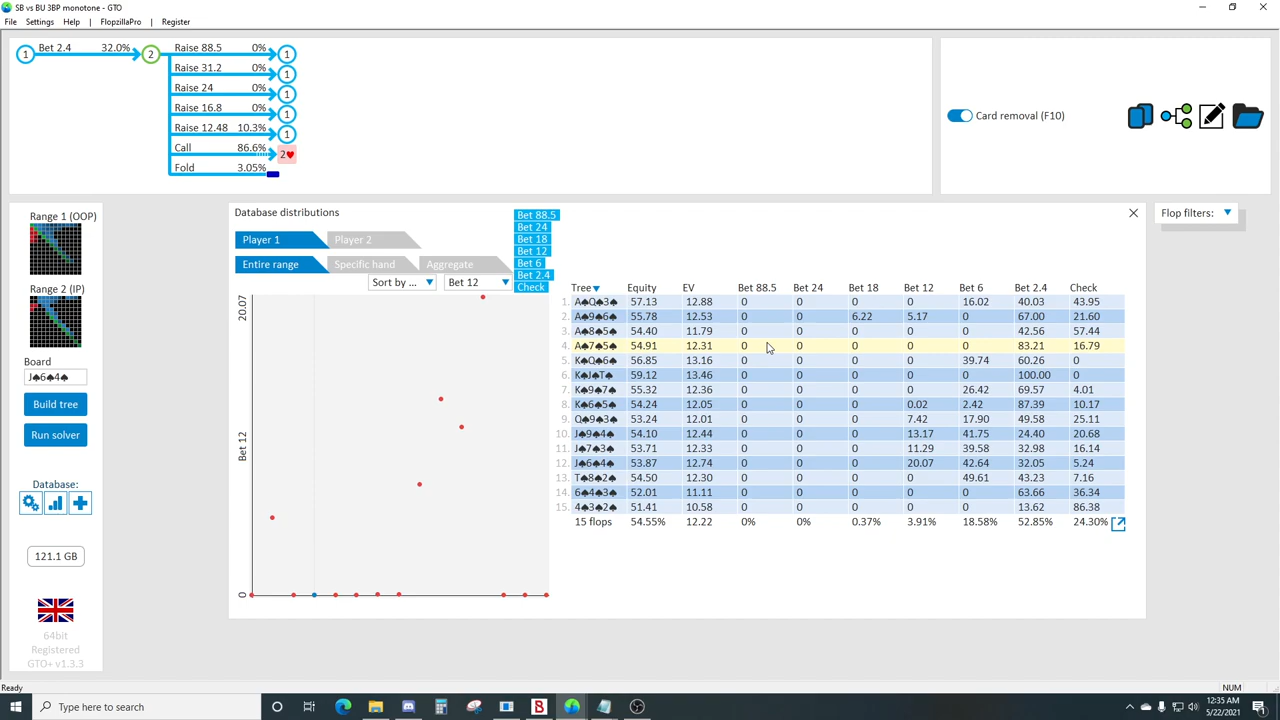 SB vs BU 3BP monotone - GTO
File Settings Help FlopzillaPro Register
1 Bet 2.4 32.0% 2 Raise 88.5 0% 1
Raise 31.2 0% 1
Raise 24 0% 1
Raise 16.8 0% 1
Raise 12.48 10.3% 1
Call 86.6% 2♥
Fold 3.05%
Card removal (F10)
Range 1 (OOP)
Range 2 (IP)
Board
J♠6♠4♠
Build tree
Run solver
Database:
121.1 GB
64bit
Registered
GTO+ v1.3.3
Database distributions
Flop filters:
Player 1 Player 2
Entire range Specific hand Aggregate
Sort by ... Bet 12
Bet 88.5
Bet 24
Bet 18
Bet 12
Bet 6
Bet 2.4
Check
20.07
Bet 12
0
Tree Equity EV Bet 88.5 Bet 24 Bet 18 Bet 12 Bet 6 Bet 2.4 Check
1. A♠Q♠3♠ 57.13 12.88 0 0 0 0 16.02 40.03 43.95
2. A♠9♠6♠ 55.78 12.53 0 0 6.22 5.17 0 67.00 21.60
3. A♠8♠5♠ 54.40 11.79 0 0 0 0 0 42.56 57.44
4. A♠7♠5♠ 54.91 12.31 0 0 0 0 0 83.21 16.79
5. K♠Q♠6♠ 56.85 13.16 0 0 0 0 39.74 60.26 0
6. K♠J♠T♠ 59.12 13.46 0 0 0 0 0 100.00 0
7. K♠9♠7♠ 55.32 12.36 0 0 0 0 26.42 69.57 4.01
8. K♠6♠5♠ 54.24 12.05 0 0 0 0.02 2.42 87.39 10.17
9. Q♠9♠3♠ 53.24 12.01 0 0 0 7.42 17.90 49.58 25.11
10. J♠9♠4♠ 54.10 12.44 0 0 0 13.17 41.75 24.40 20.68
11. J♠7♠3♠ 53.71 12.33 0 0 0 11.29 39.58 32.98 16.14
12. J♠6♠4♠ 53.87 12.74 0 0 0 20.07 42.64 32.05 5.24
13. T♠8♠2♠ 54.50 12.30 0 0 0 0 49.61 43.23 7.16
14. 6♠4♠3♠ 52.01 11.11 0 0 0 0 0 63.66 36.34
15. 4♠3♠2♠ 51.41 10.58 0 0 0 0 0 13.62 86.38
15 flops 54.55% 12.22 0% 0% 0.37% 3.91% 18.58% 52.85% 24.30%
Ready NUM
Type here to search
12:35 AM
5/22/2021